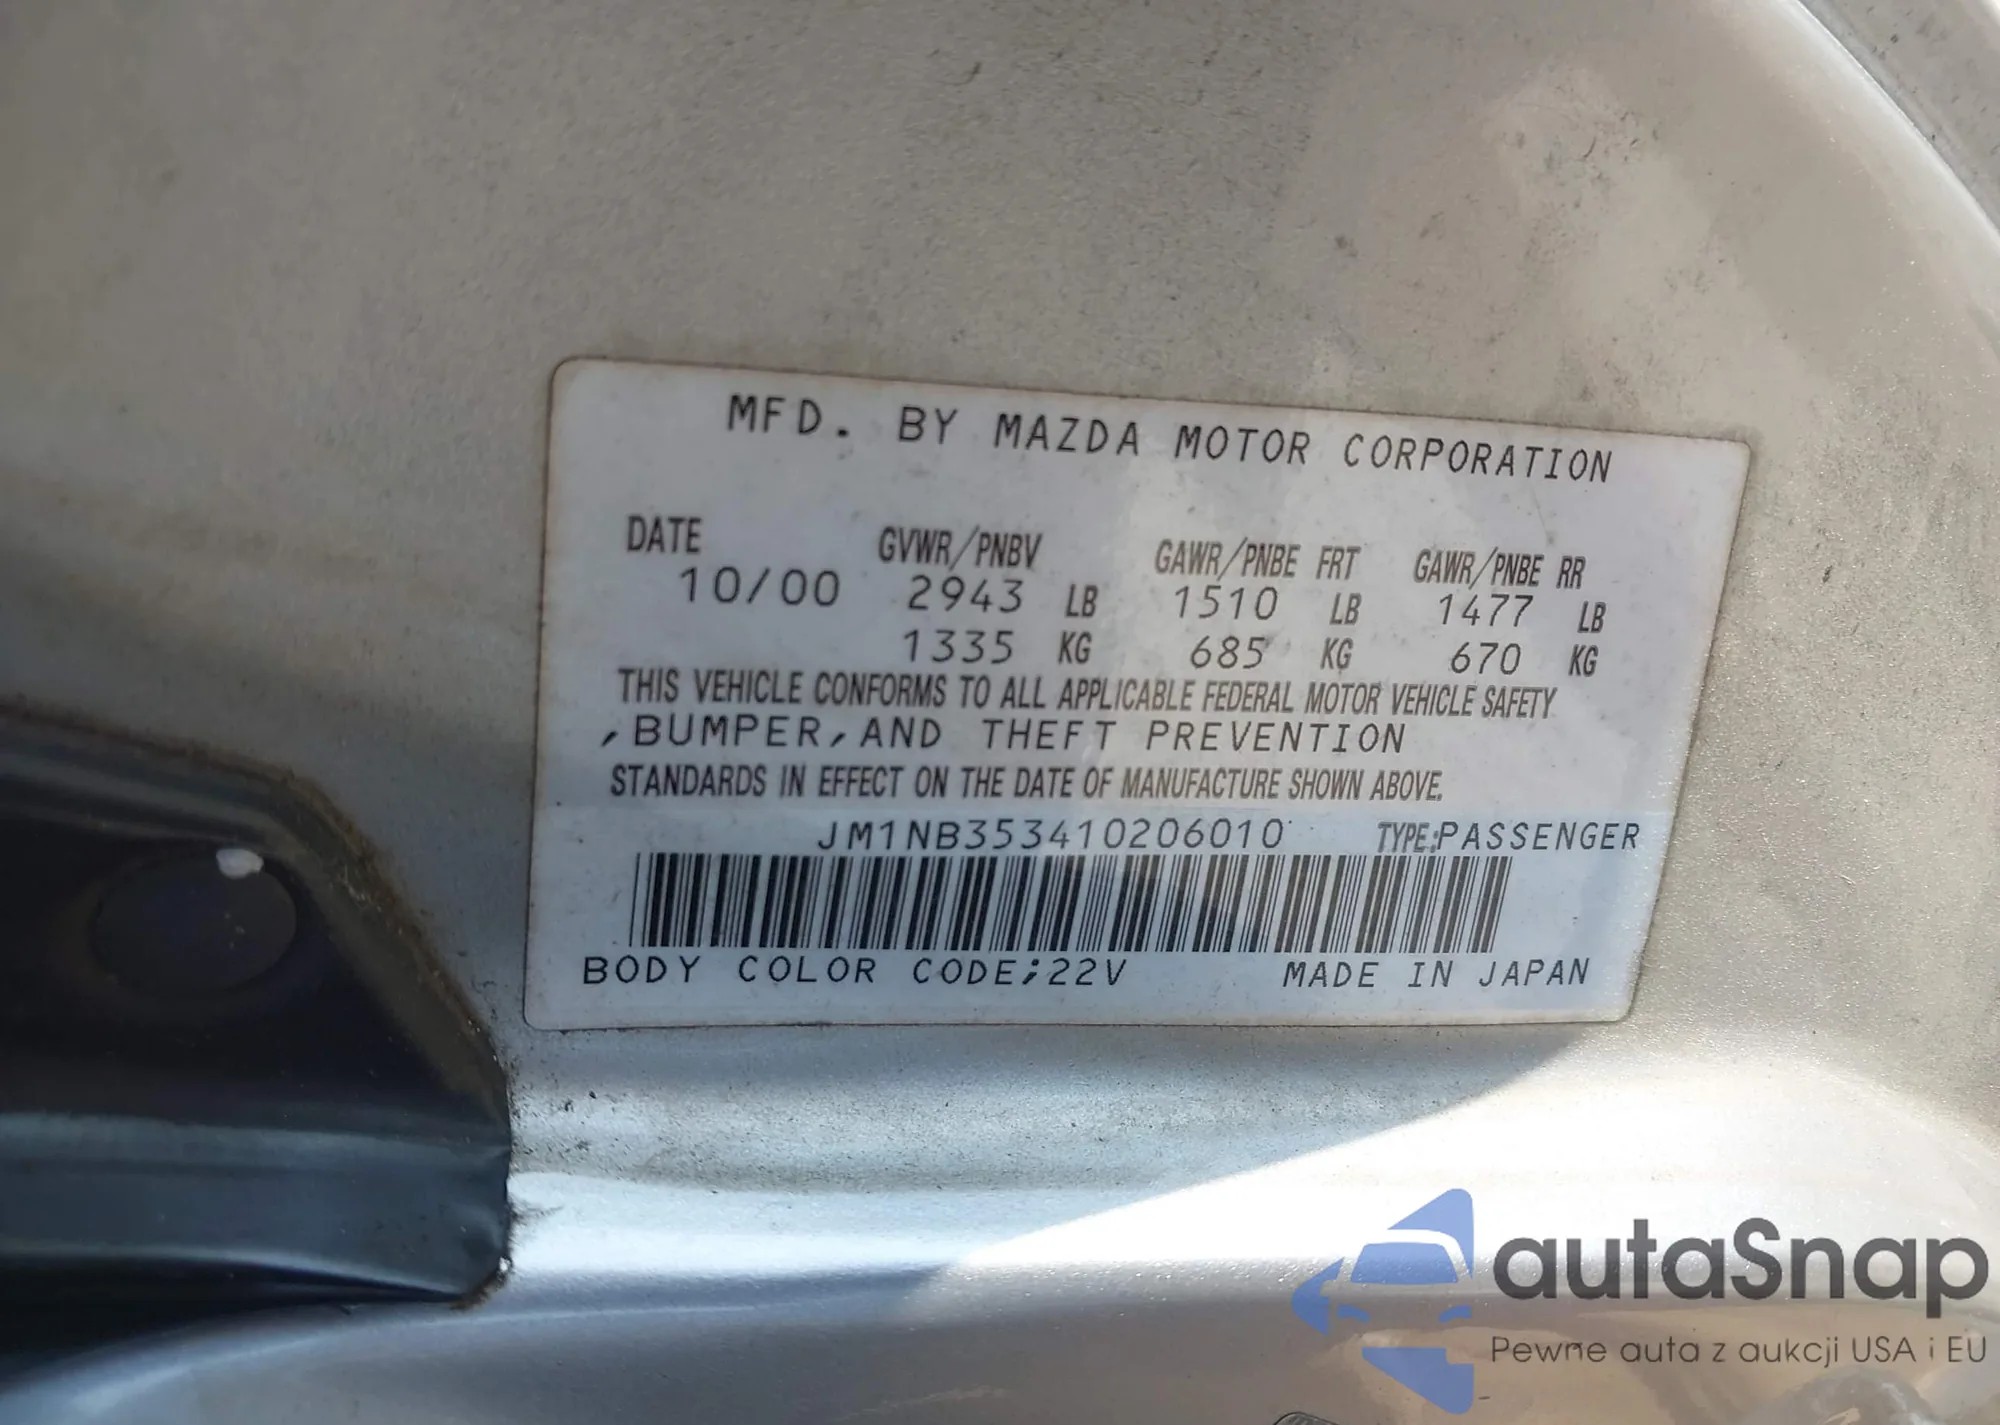 MFD. BY MAZDA MOTOR CORPORATION
DATE GVWR/PNBV GAWR/PNBE FRT GAWR/PNBE RR
10/00 2943 LB 1510 LB 1477 LB
1335 KG 685 KG 670 KG
THIS VEHICLE CONFORMS TO ALL APPLICABLE FEDERAL MOTOR VEHICLE SAFETY
,BUMPER,AND THEFT PREVENTION
STANDARDS IN EFFECT ON THE DATE OF MANUFACTURE SHOWN ABOVE.
JM1NB353410206010 TYPE:PASSENGER
BODY COLOR CODE;22V MADE IN JAPAN
autaSnap
Pewne auta z aukcji USA i EU